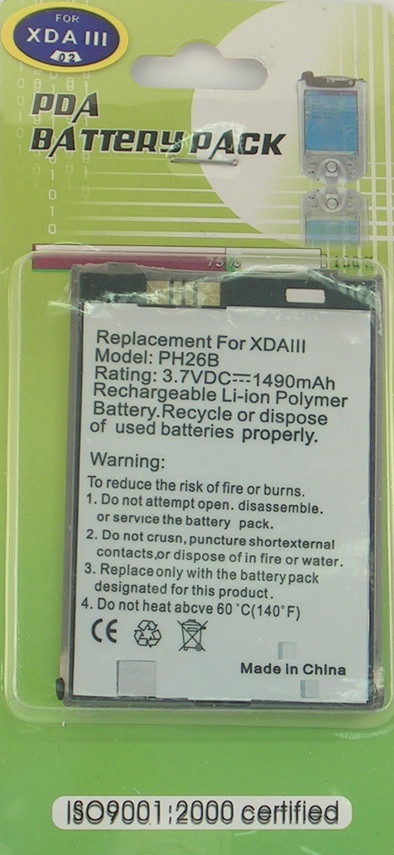 FOR
XDA III
02
PDA
BATTERY PACK
75%
100%
Replacement For XDAIII
Model: PH26B
Rating: 3.7VDC⎓1490mAh
Rechargeable Li-ion Polymer
Battery.Recycle or dispose
of used batteries properly.
Warning:
To reduce the risk of fire or burns.
1. Do not attempt open. disassemble.
or service the battery pack.
2. Do not crusn, puncture shortexternal
contacts,or dispose of in fire or water.
3. Replace only with the battery pack
designated for this product.
4. Do not heat abcve 60 °C(140°F)
CE
Made in China
ISO9001:2000 certified